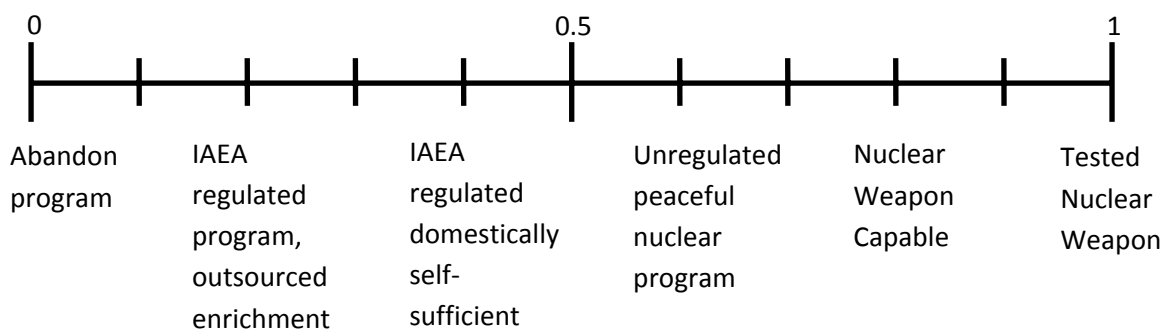 0
0.5
1
Abandon
program
IAEA
regulated
program,
outsourced
enrichment
IAEA
regulated
domestically
self-
sufficient
Unregulated
peaceful
nuclear
program
Nuclear
Weapon
Capable
Tested
Nuclear
Weapon